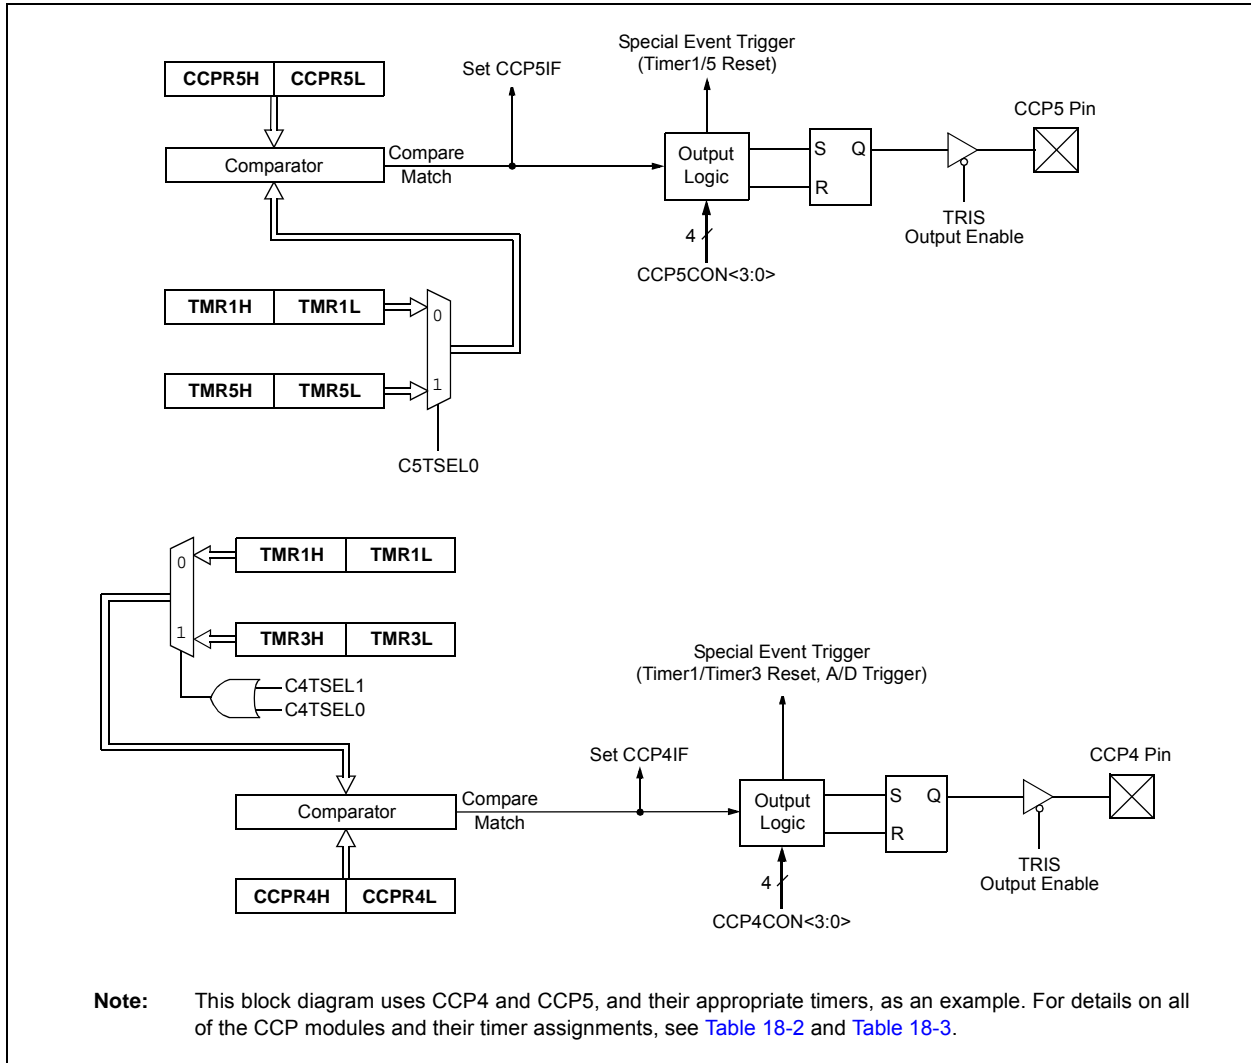 Special Event Trigger
(Timer1/5 Reset)
Set CCP5IF
CCPR5H CCPR5L
CCP5 Pin
Comparator
Compare
Match
Output
Logic
S Q
R
TRIS
Output Enable
4
CCP5CON<3:0>
TMR1H TMR1L
0
TMR5H TMR5L
1
C5TSEL0
0
TMR1H TMR1L
1
TMR3H TMR3L
C4TSEL1
C4TSEL0
Special Event Trigger
(Timer1/Timer3 Reset, A/D Trigger)
Set CCP4IF
CCP4 Pin
Comparator
Compare
Match
Output
Logic
S Q
R
TRIS
Output Enable
4
CCPR4H CCPR4L
CCP4CON<3:0>
Note: This block diagram uses CCP4 and CCP5, and their appropriate timers, as an example. For details on all
of the CCP modules and their timer assignments, see Table 18-2 and Table 18-3.